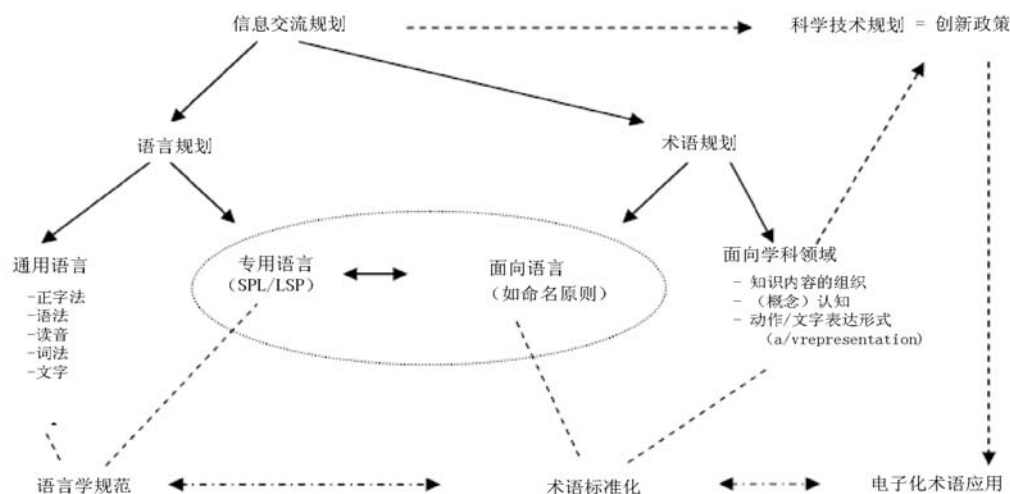 信息交流规划
科学技术规划 = 创新政策
语言规划
术语规划
通用语言
-正字法
-语法
-读音
-词法
-文字
专用语言
(SPL/LSP)
面向语言
(如命名原则)
面向学科领域
- 知识内容的组织
- (概念)认知
- 动作/文字表达形式
(a/vrepresentation)
语言学规范
术语标准化
电子化术语应用